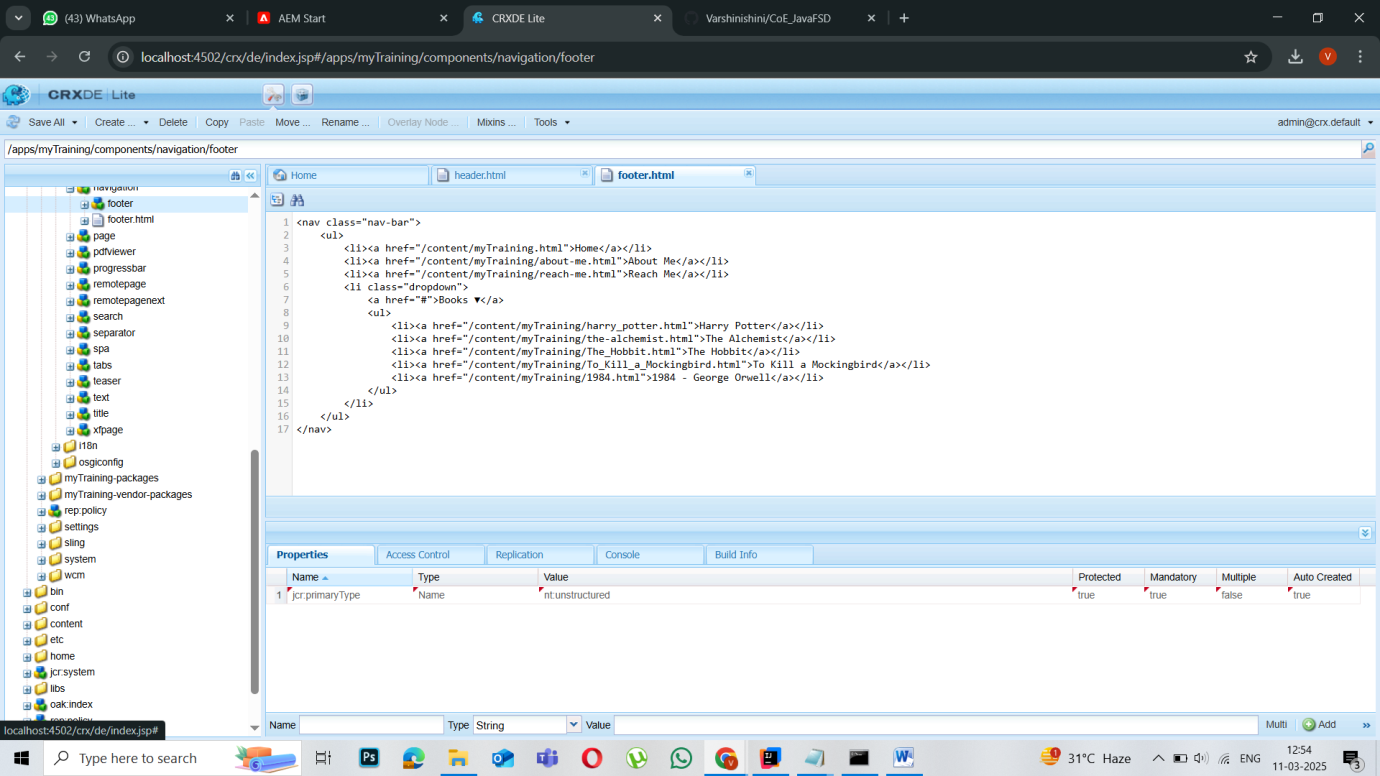 (43) WhatsApp
AEM Start
CRXDE Lite
Varshinishini/CoE_JavaFSD
localhost:4502/crx/de/index.jsp#/apps/myTraining/components/navigation/footer
V
CRXDE | Lite
Save All
Create ...
Delete
Copy
Paste
Move ...
Rename ...
Overlay Node ...
Mixins ...
Tools
admin@crx.default
/apps/myTraining/components/navigation/footer
navigation
footer
footer.html
page
pdfviewer
progressbar
remotepage
remotepagenext
search
separator
spa
tabs
teaser
text
title
xfpage
i18n
osgiconfig
myTraining-packages
myTraining-vendor-packages
rep:policy
settings
sling
system
wcm
bin
conf
content
etc
home
jcr:system
libs
oak:index
rep:policy
localhost:4502/crx/de/index.jsp#
Home
header.html
footer.html
1 <nav class="nav-bar">
2 <ul>
3 <li><a href="/content/myTraining.html">Home</a></li>
4 <li><a href="/content/myTraining/about-me.html">About Me</a></li>
5 <li><a href="/content/myTraining/reach-me.html">Reach Me</a></li>
6 <li class="dropdown">
7 <a href="#">Books ▼</a>
8 <ul>
9 <li><a href="/content/myTraining/harry_potter.html">Harry Potter</a></li>
10 <li><a href="/content/myTraining/the-alchemist.html">The Alchemist</a></li>
11 <li><a href="/content/myTraining/The_Hobbit.html">The Hobbit</a></li>
12 <li><a href="/content/myTraining/To_Kill_a_Mockingbird.html">To Kill a Mockingbird</a></li>
13 <li><a href="/content/myTraining/1984.html">1984 - George Orwell</a></li>
14 </ul>
15 </li>
16 </ul>
17 </nav>
Properties
Access Control
Replication
Console
Build Info
Name Type Value Protected Mandatory Multiple Auto Created
1 jcr:primaryType Name nt:unstructured true true false true
Name Type String Value Multi Add
Type here to search
Ps
W
31°C Haze
1
ENG
12:54
11-03-2025
3